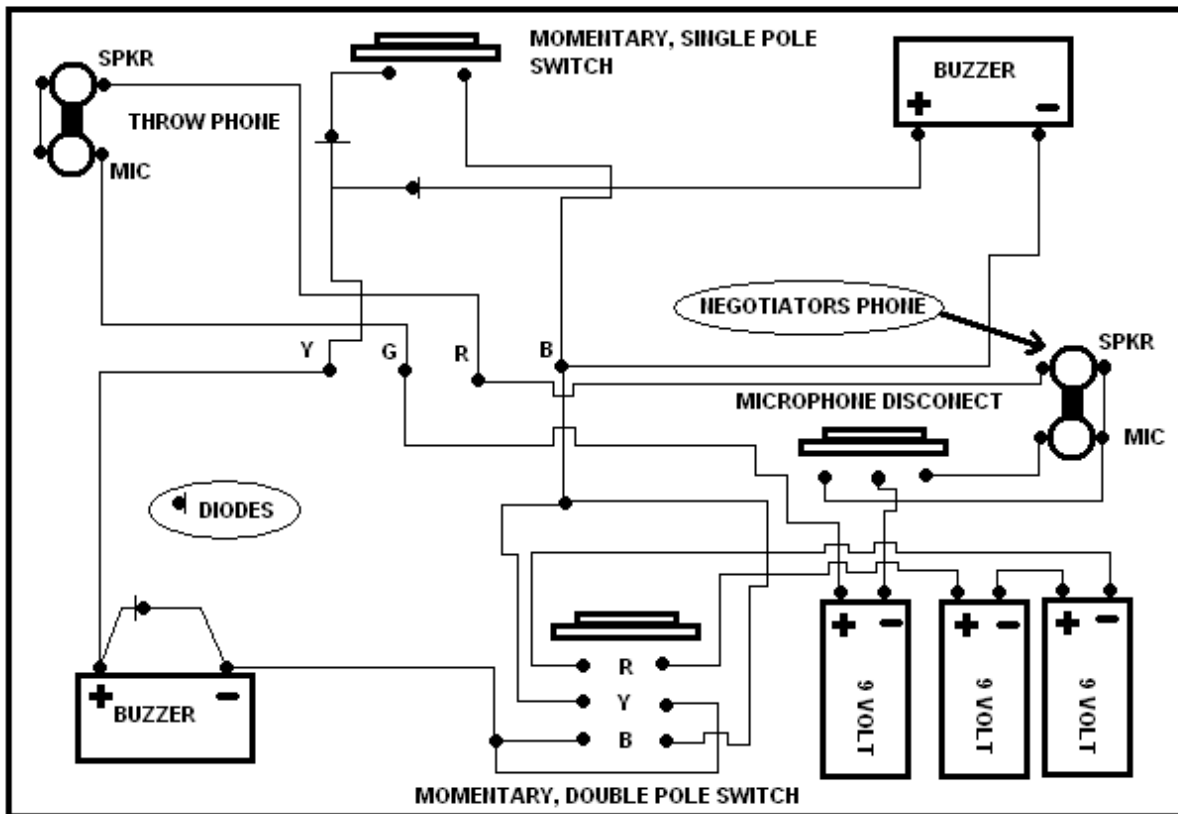 MOMENTARY, SINGLE POLE
SWITCH
SPKR
THROW PHONE
MIC
BUZZER
+ -
NEGOTIATORS PHONE
SPKR
Y G R B
MICROPHONE DISCONECT
MIC
DIODES
R
Y
B
+ -
BUZZER
+ -
9 VOLT
+ -
9 VOLT
+ -
9 VOLT
MOMENTARY, DOUBLE POLE SWITCH